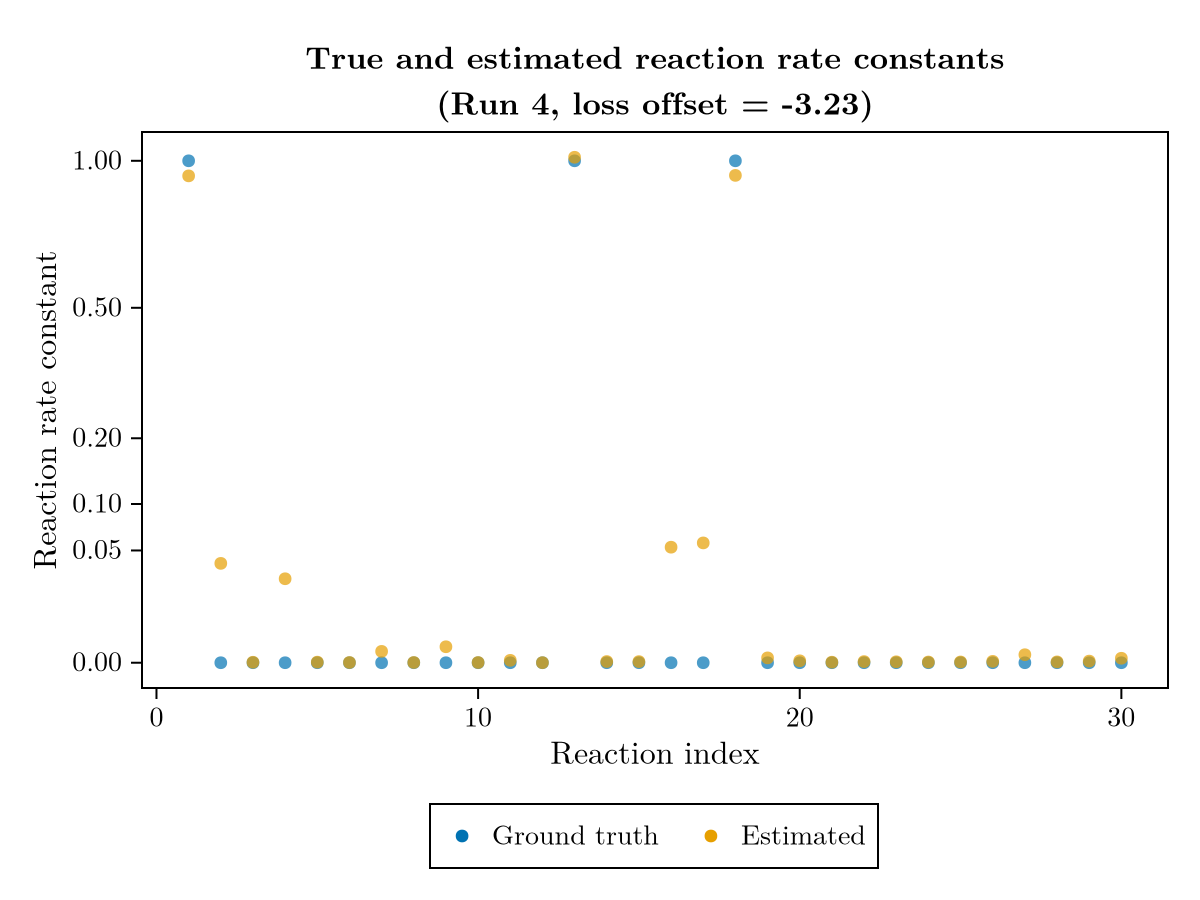 True and estimated reaction rate constants
(Run 4, loss offset = -3.23)
Reaction rate constant
1.00
0.50
0.20
0.10
0.05
0.00
0 10 20 30
Reaction index
Ground truth Estimated